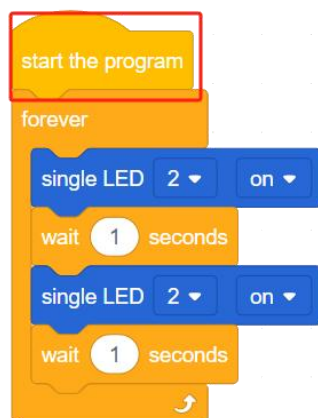 start the program
forever
single LED 2 on
wait 1 seconds
single LED 2 on
wait 1 seconds